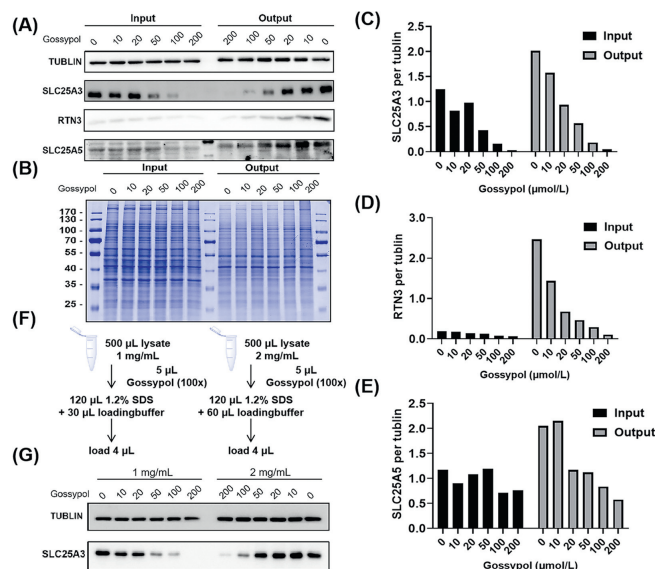 (A)
Input Output
Gossypol 0 10 20 50 100 200 200 100 50 20 10 0
TUBLIN
SLC25A3
RTN3
SLC25A5
(B)
Input Output
Gossypol 0 10 20 50 100 200 0 10 20 50 100 200
170 -
130 -
100 -
70 -
55 -
40 -
35 -
25 -
(F)
500 µL lysate 500 µL lysate
1 mg/mL 2 mg/mL
5 µL 5 µL
Gossypol (100x) Gossypol (100x)
120 µL 1.2% SDS 120 µL 1.2% SDS
+ 30 µL loadingbuffer + 60 µL loadingbuffer
load 4 µL load 4 µL
(G)
1 mg/mL 2 mg/mL
Gossypol 0 10 20 50 100 200 200 100 50 20 10 0
TUBLIN
SLC25A3
(C)
SLC25A3 per tublin
2.5
2.0
1.5
1.0
0.5
0.0
Input
Output
0 10 20 50 100 200 0 10 20 50 100 200
Gossypol (µmol/L)
(D)
RTN3 per tublin
3.0
2.0
1.0
0.0
Input
Output
0 10 20 50 100 200 0 10 20 50 100 200
Gossypol (µmol/L)
(E)
SLC25A5 per tublin
2.5
2.0
1.5
1.0
0.5
0.0
Input
Output
0 10 20 50 100 200 0 10 20 50 100 200
Gossypol (µmol/L)